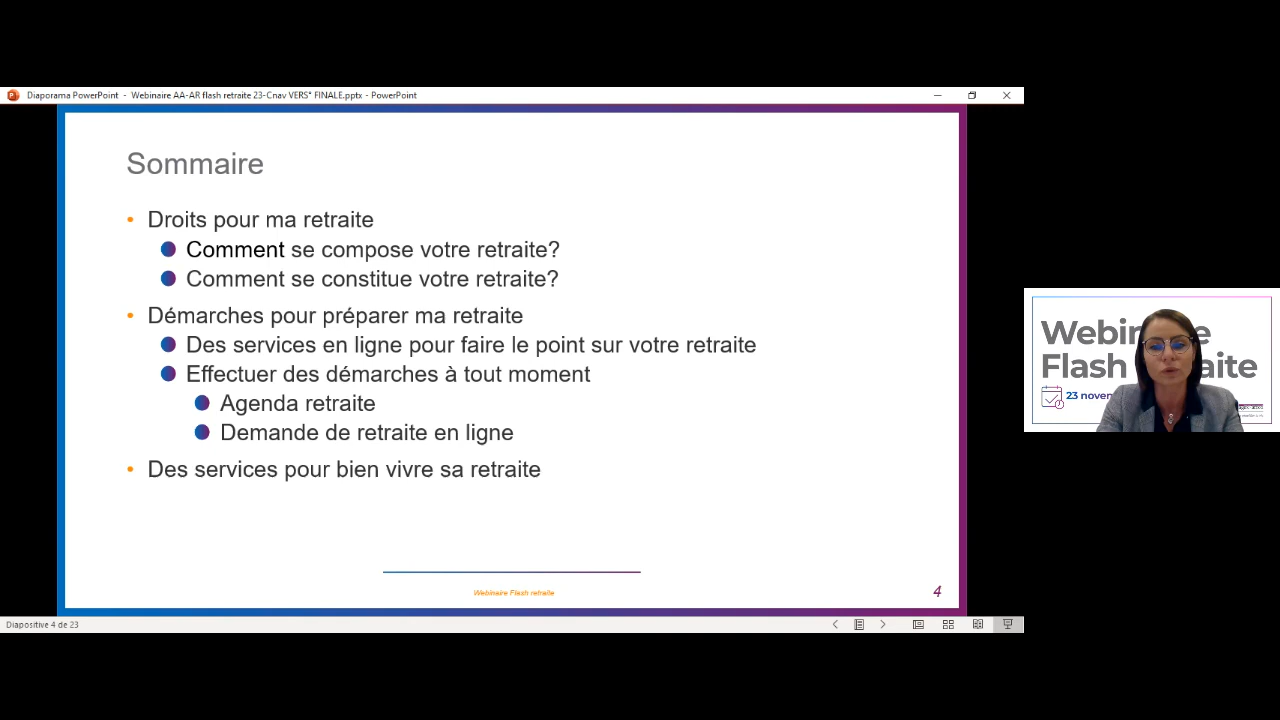 Diaporama PowerPoint - Webinaire AA-AR flash retraite 23-Cnav VERS° FINALE.pptx - PowerPoint
Sommaire
• Droits pour ma retraite
Comment se compose votre retraite?
Comment se constitue votre retraite?
• Démarches pour préparer ma retraite
Des services en ligne pour faire le point sur votre retraite
Effectuer des démarches à tout moment
Agenda retraite
Demande de retraite en ligne
• Des services pour bien vivre sa retraite
Webinaire Flash retraite
4
Diapositive 4 de 23
Webinaire
Flash retraite
23 novem